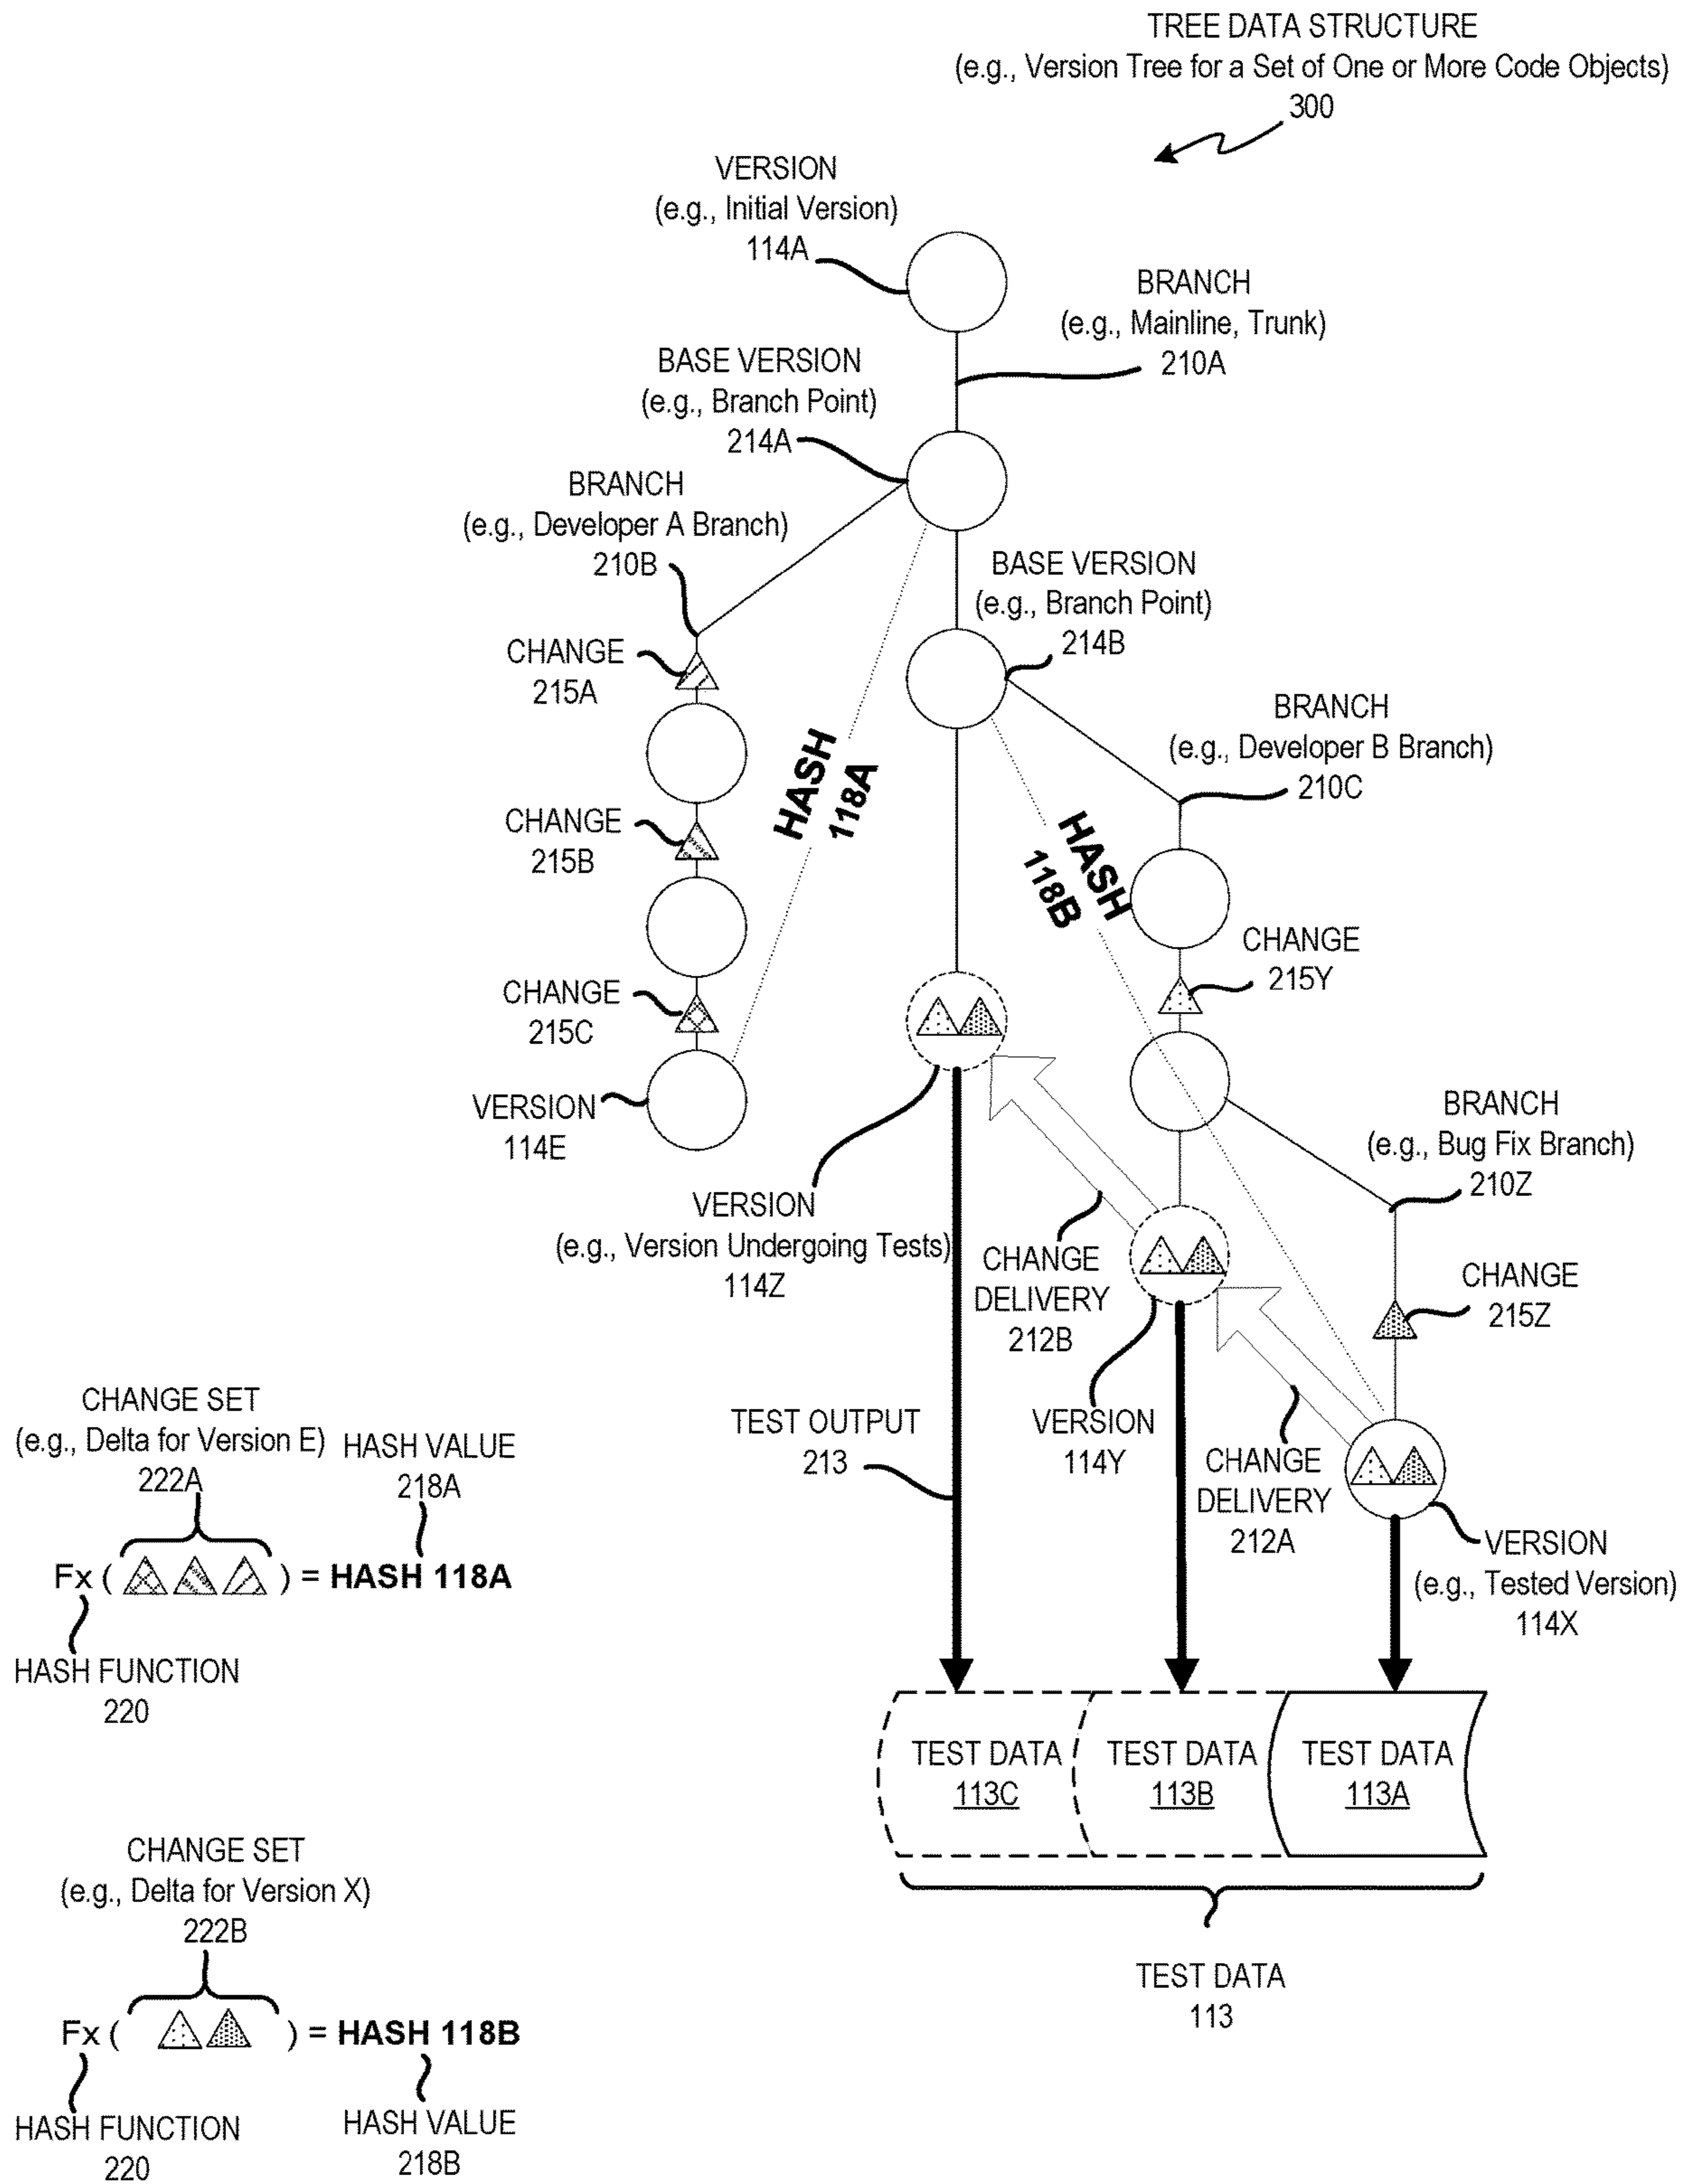 TREE DATA STRUCTURE
(e.g., Version Tree for a Set of One or More Code Objects)
300
VERSION
(e.g., Initial Version)
114A
BRANCH
(e.g., Mainline, Trunk)
210A
BASE VERSION
(e.g., Branch Point)
214A
BRANCH
(e.g., Developer A Branch)
210B
BASE VERSION
(e.g., Branch Point)
214B
CHANGE
215A
BRANCH
(e.g., Developer B Branch)
210C
HASH
118A
CHANGE
215B
HASH
118B
CHANGE
215Y
CHANGE
215C
VERSION
114E
BRANCH
(e.g., Bug Fix Branch)
210Z
VERSION
(e.g., Version Undergoing Tests)
114Z
CHANGE
DELIVERY
212B
CHANGE
215Z
CHANGE SET
(e.g., Delta for Version E)
222A
HASH VALUE
218A
TEST OUTPUT
213
VERSION
114Y
CHANGE
DELIVERY
212A
VERSION
(e.g., Tested Version)
114X
Fx ( ) = HASH 118A
HASH FUNCTION
220
TEST DATA
113C
TEST DATA
113B
TEST DATA
113A
CHANGE SET
(e.g., Delta for Version X)
222B
TEST DATA
113
Fx ( ) = HASH 118B
HASH FUNCTION
220
HASH VALUE
218B